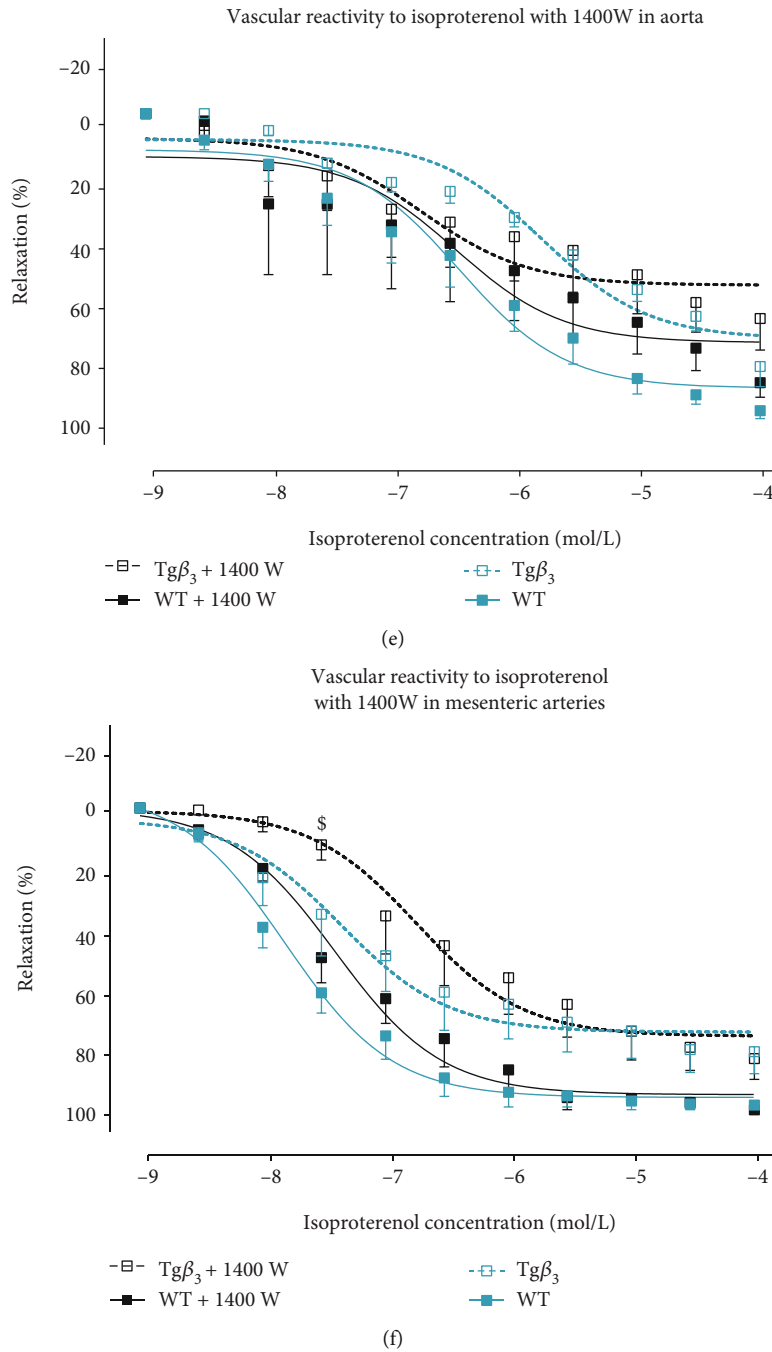 Vascular reactivity to isoproterenol with 1400W in aorta
−20
0
20
40
60
80
100
Relaxation (%)
−9 −8 −7 −6 −5 −4
Isoproterenol concentration (mol/L)
Tgβ₃ + 1400 W Tgβ₃
WT + 1400 W WT
(e)
Vascular reactivity to isoproterenol
with 1400W in mesenteric arteries
−20
0
$
20
40
60
80
100
Relaxation (%)
−9 −8 −7 −6 −5 −4
Isoproterenol concentration (mol/L)
Tgβ₃ + 1400 W Tgβ₃
WT + 1400 W WT
(f)